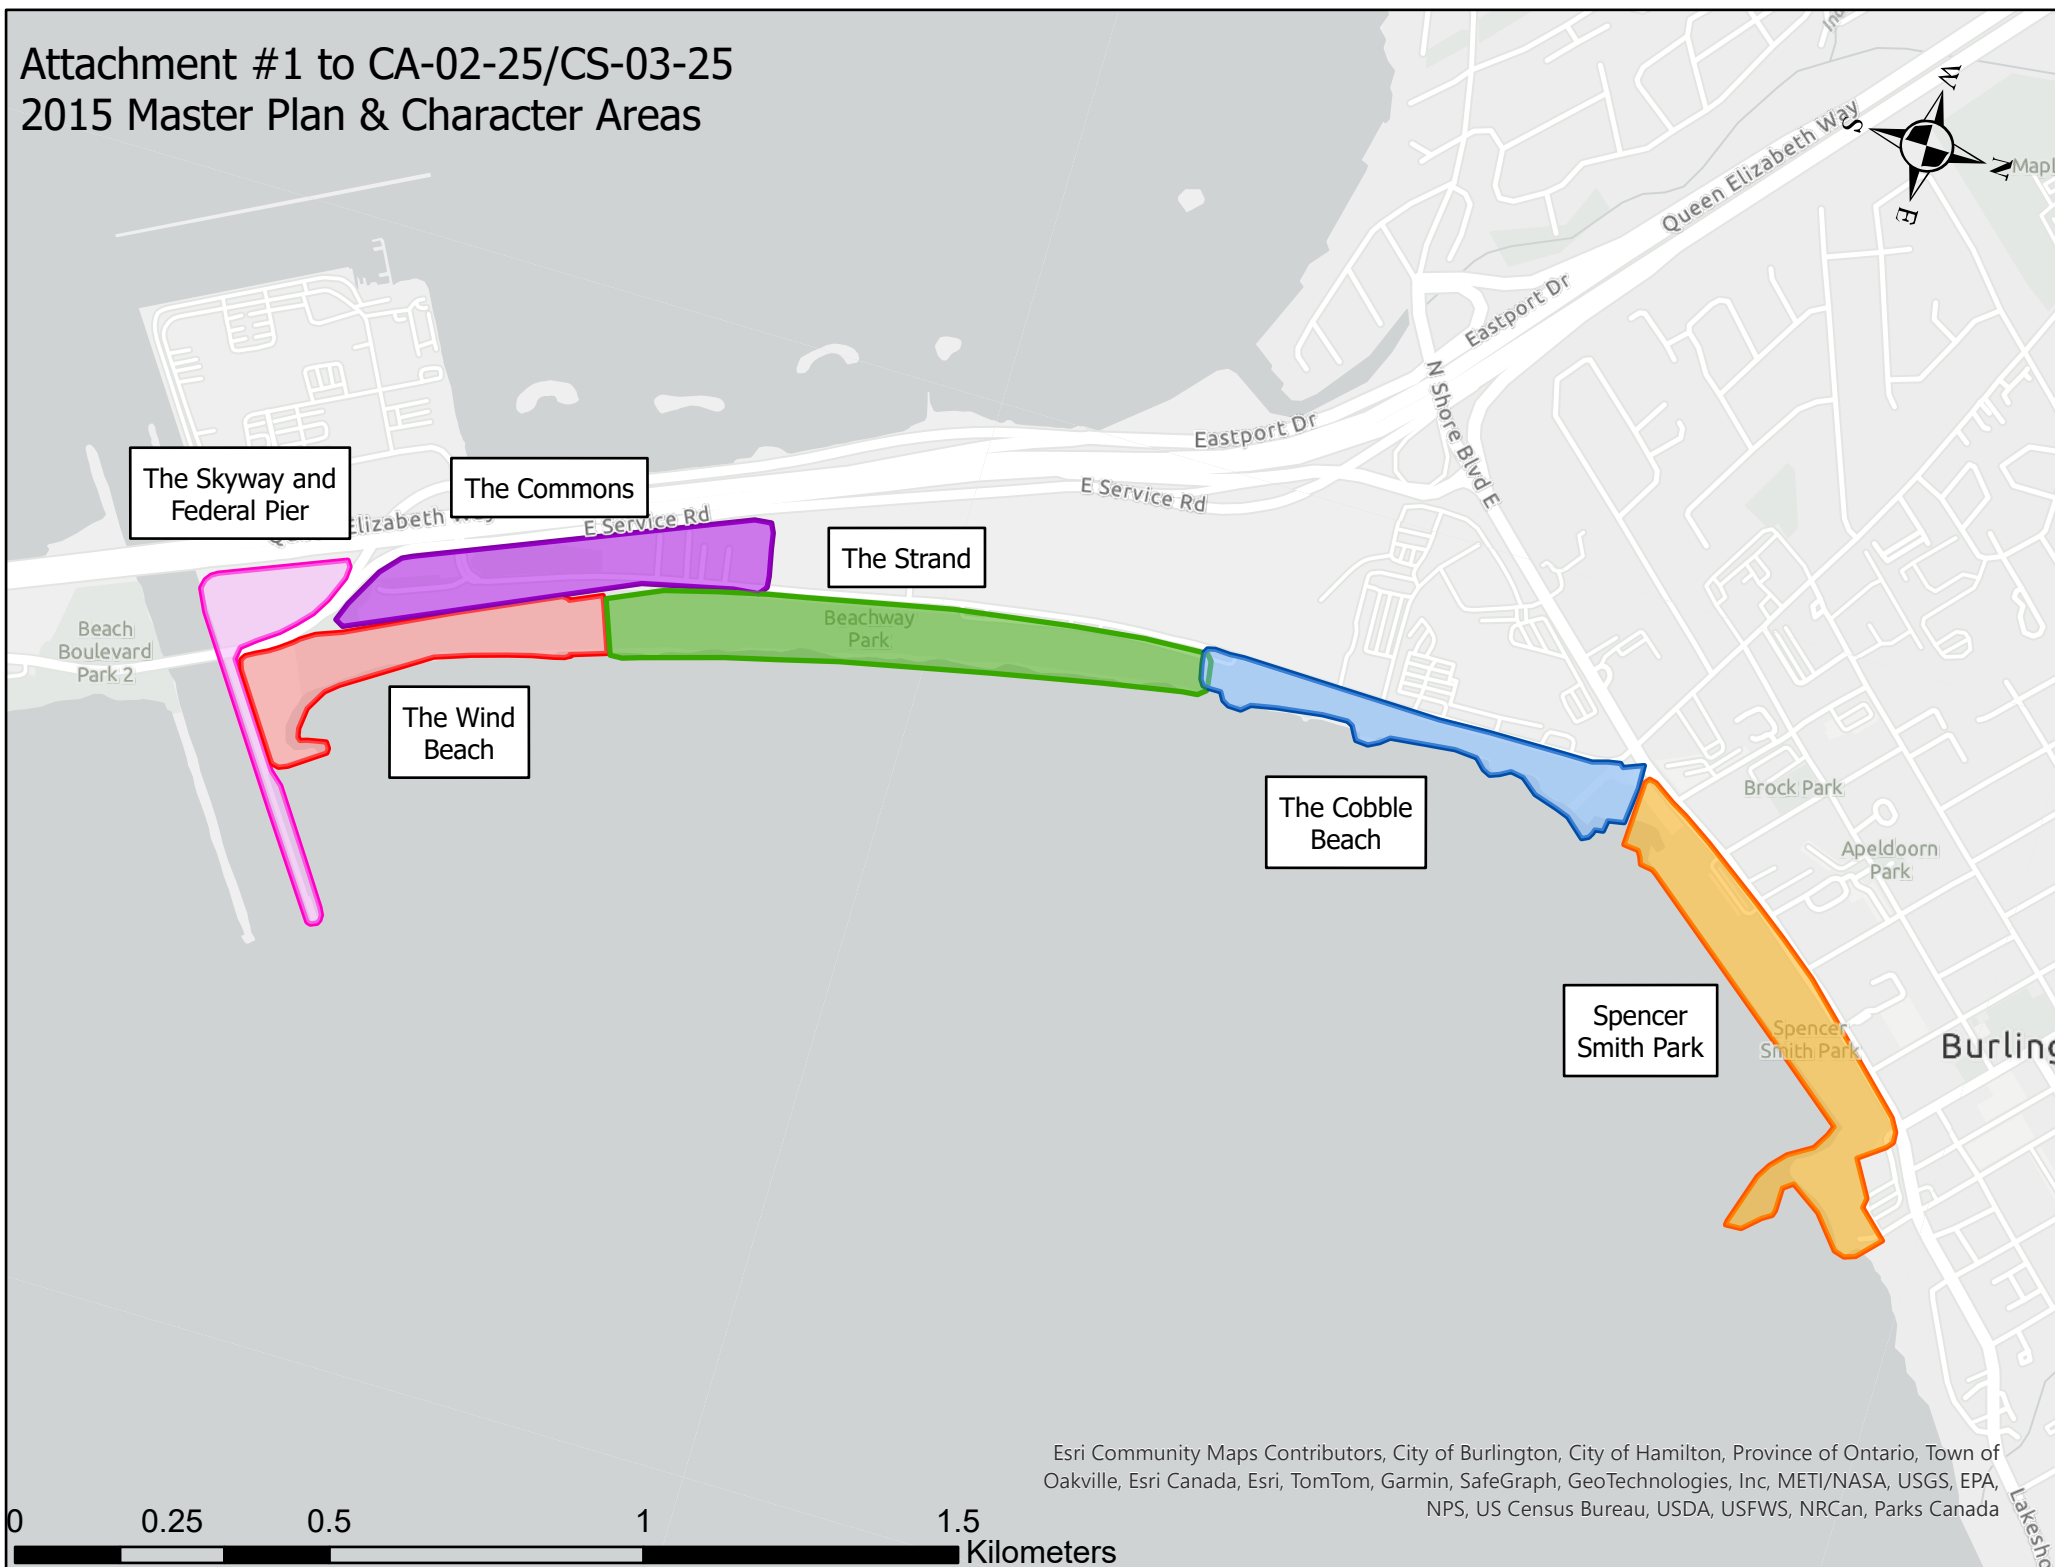 Attachment #1 to CA-02-25/CS-03-25
2015 Master Plan & Character Areas
W
S
N
E
Mapl
Queen Elizabeth Way
Eastport Dr
N Shore Blvd E
Eastport Dr
E Service Rd
The Skyway and
Federal Pier
The Commons
Elizabeth Way
E Service Rd
The Strand
Beach
Boulevard
Park 2
Beachway
Park
The Wind
Beach
The Cobble
Beach
Brock Park
Apeldoorn
Park
Spencer
Smith Park
Spencer
Smith Park
Burling
Esri Community Maps Contributors, City of Burlington, City of Hamilton, Province of Ontario, Town of
Oakville, Esri Canada, Esri, TomTom, Garmin, SafeGraph, GeoTechnologies, Inc, METI/NASA, USGS, EPA,
NPS, US Census Bureau, USDA, USFWS, NRCan, Parks Canada
Lakesho
0 0.25 0.5 1 1.5
Kilometers